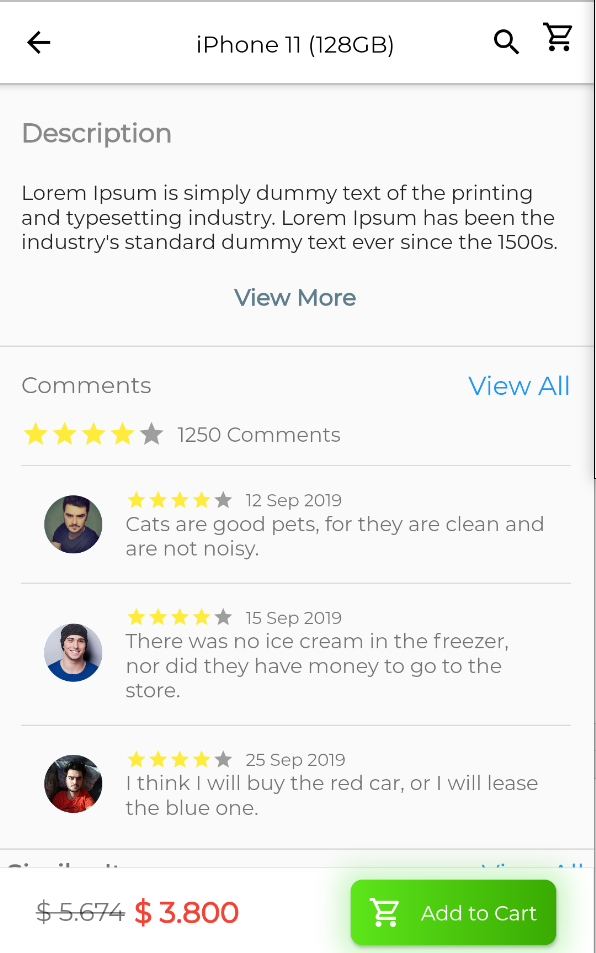 iPhone 11 (128GB)
Description
Lorem Ipsum is simply dummy text of the printing
and typesetting industry. Lorem Ipsum has been the
industry's standard dummy text ever since the 1500s.
View More
Comments
View All
1250 Comments
12 Sep 2019
Cats are good pets, for they are clean and
are not noisy.
15 Sep 2019
There was no ice cream in the freezer,
nor did they have money to go to the
store.
25 Sep 2019
I think I will buy the red car, or I will lease
the blue one.
View All
$ 5.674 $ 3.800
Add to Cart